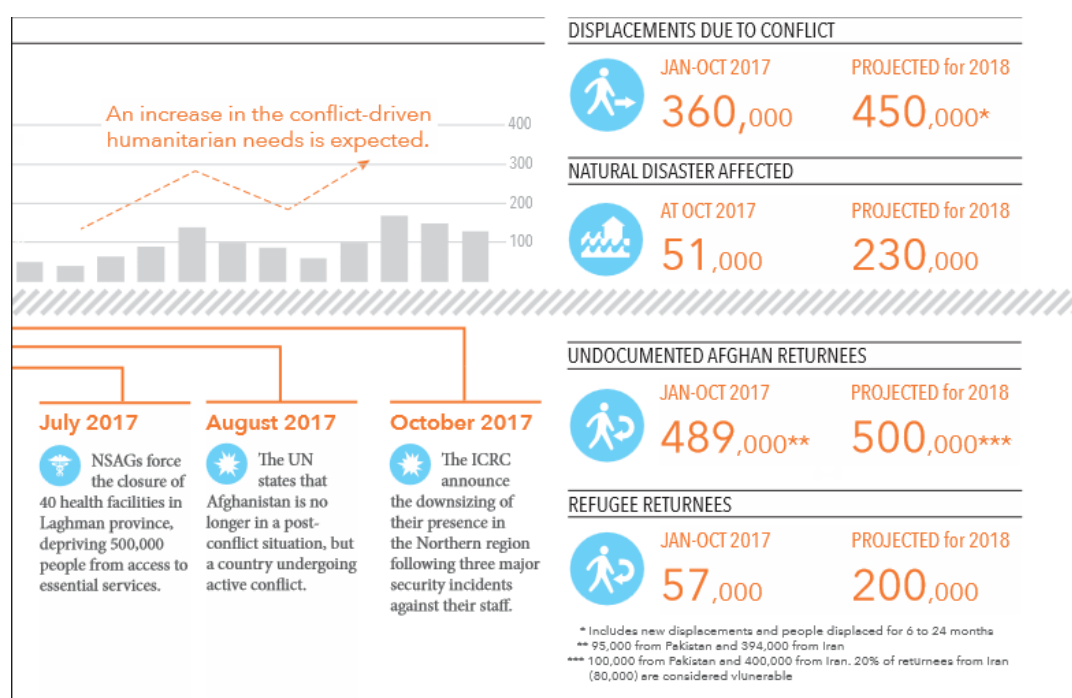 An increase in the conflict-driven
humanitarian needs is expected.
400
300
200
100
July 2017
NSAGs force
the closure of
40 health facilities in
Laghman province,
depriving 500,000
people from access to
essential services.
August 2017
The UN
states that
Afghanistan is no
longer in a post-
conflict situation, but
a country undergoing
active conflict.
October 2017
The ICRC
announce
the downsizing of
their presence in
the Northern region
following three major
security incidents
against their staff.
DISPLACEMENTS DUE TO CONFLICT
JAN-OCT 2017 PROJECTED for 2018
360,000 450,000*
NATURAL DISASTER AFFECTED
AT OCT 2017 PROJECTED for 2018
51,000 230,000
UNDOCUMENTED AFGHAN RETURNEES
JAN-OCT 2017 PROJECTED for 2018
489,000** 500,000***
REFUGEE RETURNEES
JAN-OCT 2017 PROJECTED for 2018
57,000 200,000
* Includes new displacements and people displaced for 6 to 24 months
** 95,000 from Pakistan and 394,000 from Iran
*** 100,000 from Pakistan and 400,000 from Iran. 20% of returnees from Iran
(80,000) are considered vlunerable